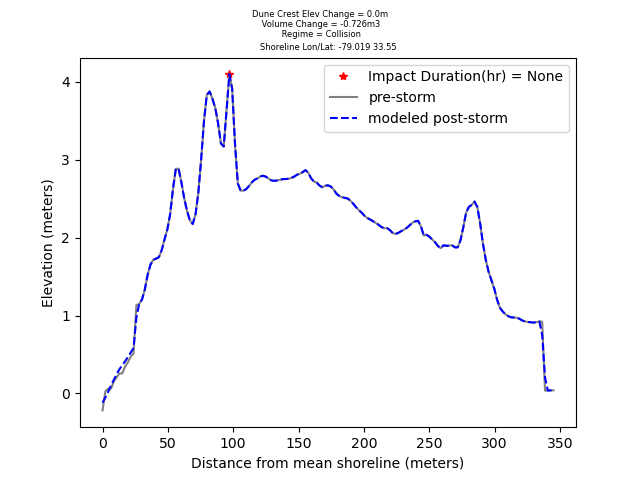 Dune Crest Elev Change = 0.0m
Volume Change = -0.726m3
Regime = Collision
Shoreline Lon/Lat: -79.019 33.55
Impact Duration(hr) = None
pre-storm
modeled post-storm
Elevation (meters)
4
3
2
1
0
0 50 100 150 200 250 300 350
Distance from mean shoreline (meters)